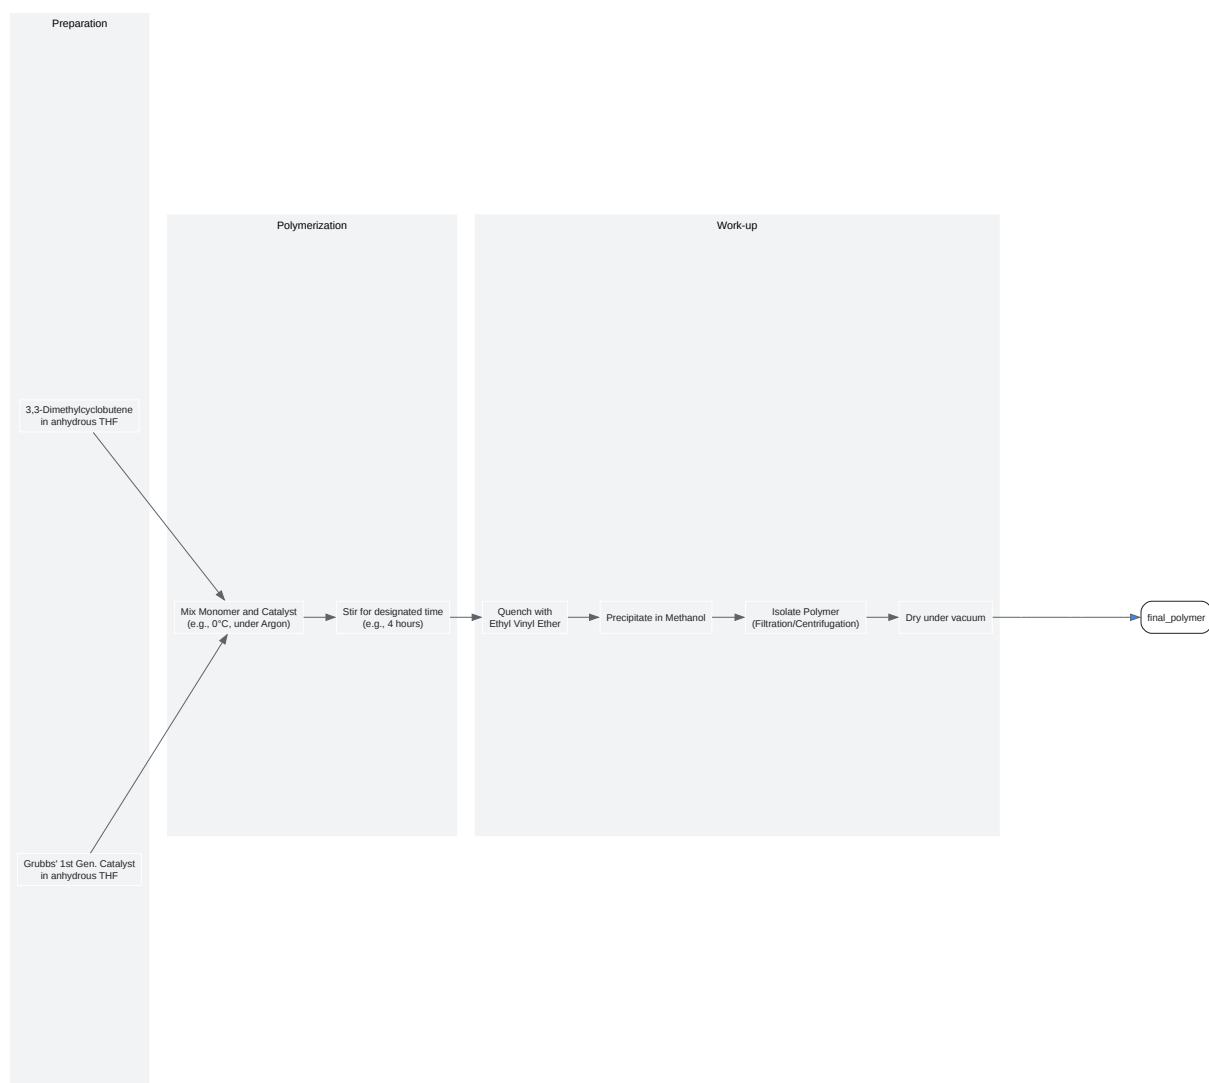 Preparation
Polymerization
Work-up
3,3-Dimethylcyclobutene
in anhydrous THF
Mix Monomer and Catalyst
(e.g., 0°C, under Argon)
Stir for designated time
(e.g., 4 hours)
Quench with
Ethyl Vinyl Ether
Precipitate in Methanol
Isolate Polymer
(Filtration/Centrifugation)
Dry under vacuum
final_polymer
Grubbs' 1st Gen. Catalyst
in anhydrous THF